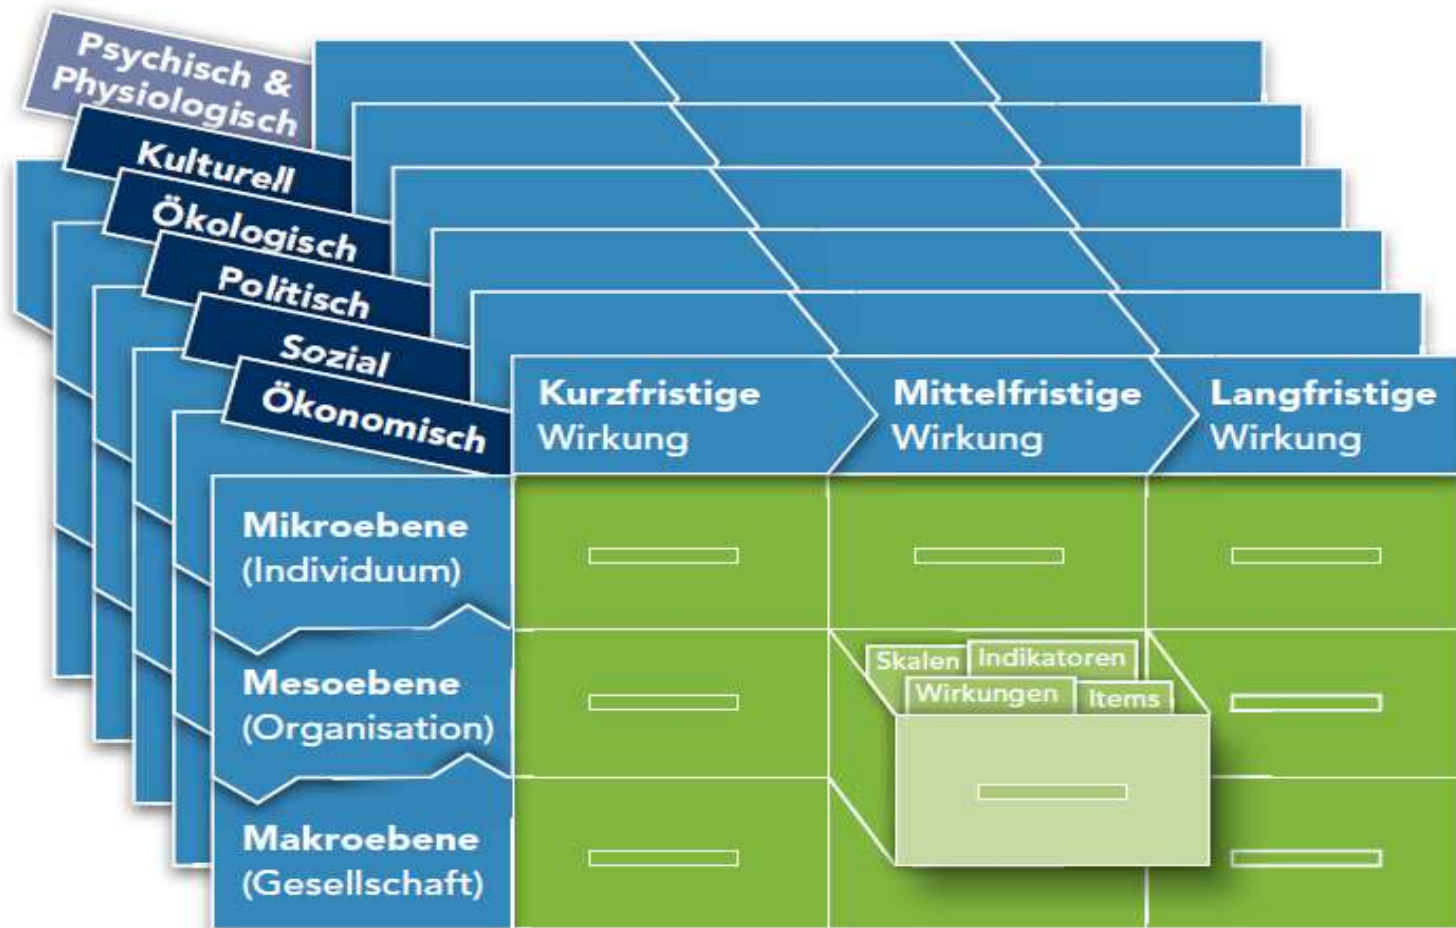 Psychisch &
Physiologisch
Kulturell
Ökologisch
Politisch
Sozial
Ökonomisch
Kurzfristige
Wirkung
Mittelfristige
Wirkung
Langfristige
Wirkung
Mikroebene
(Individuum)
Mesoebene
(Organisation)
Makroebene
(Gesellschaft)
Skalen
Indikatoren
Wirkungen
Items